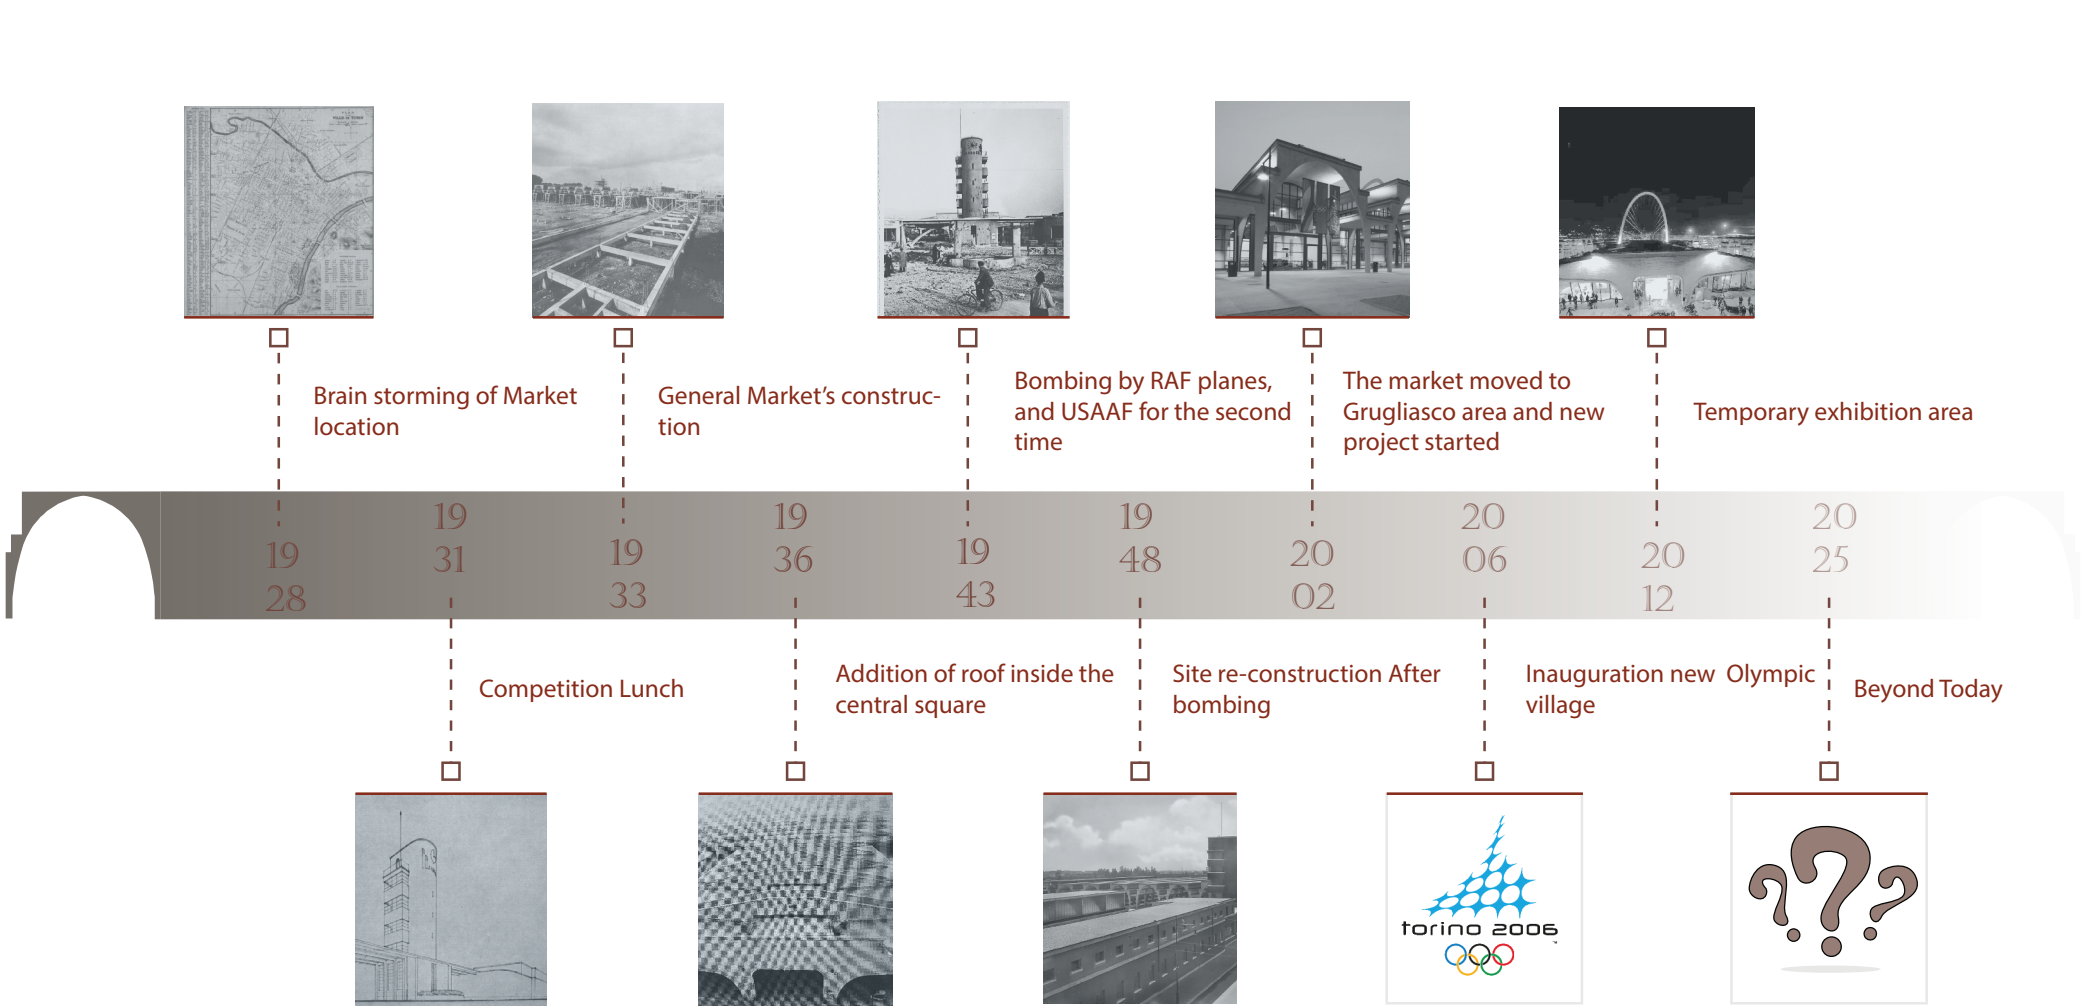 Brain storming of Market
location
General Market's construc-
tion
Bombing by RAF planes,
and USAAF for the second
time
The market moved to
Grugliasco area and new
project started
Temporary exhibition area
19
28
19
31
19
33
19
36
19
43
19
48
20
02
20
06
20
12
20
25
Competition Lunch
Addition of roof inside the
central square
Site re-construction After
bombing
Inauguration new Olympic
village
Beyond Today
torino 2006